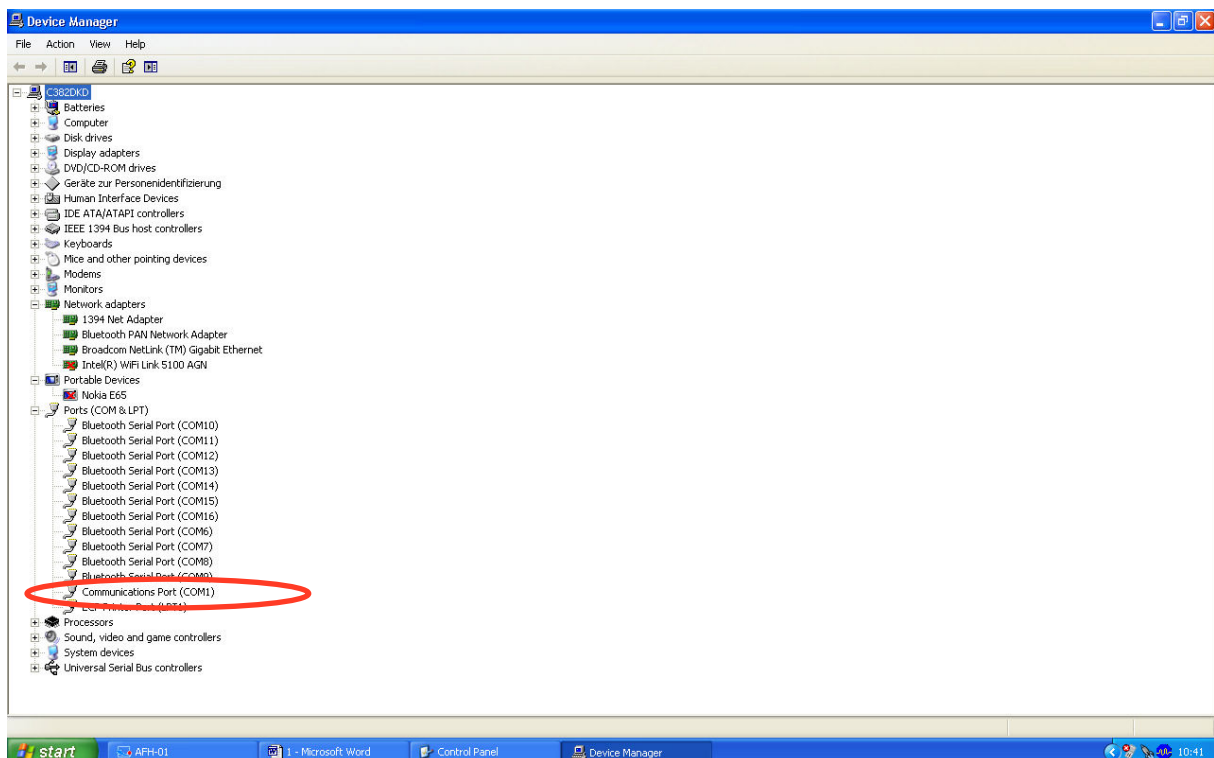 Device Manager
File Action View Help
C382DKD
Batteries
Computer
Disk drives
Display adapters
DVD/CD-ROM drives
Geräte zur Personenidentifizierung
Human Interface Devices
IDE ATA/ATAPI controllers
IEEE 1394 Bus host controllers
Keyboards
Mice and other pointing devices
Modems
Monitors
Network adapters
1394 Net Adapter
Bluetooth PAN Network Adapter
Broadcom NetLink (TM) Gigabit Ethernet
Intel(R) WiFi Link 5100 AGN
Portable Devices
Nokia E65
Ports (COM & LPT)
Bluetooth Serial Port (COM10)
Bluetooth Serial Port (COM11)
Bluetooth Serial Port (COM12)
Bluetooth Serial Port (COM13)
Bluetooth Serial Port (COM14)
Bluetooth Serial Port (COM15)
Bluetooth Serial Port (COM16)
Bluetooth Serial Port (COM6)
Bluetooth Serial Port (COM7)
Bluetooth Serial Port (COM8)
Bluetooth Serial Port (COM9)
Communications Port (COM1)
ECP Printer Port (LPT1)
Processors
Sound, video and game controllers
System devices
Universal Serial Bus controllers
start AFH-01 1 - Microsoft Word Control Panel Device Manager 10:41